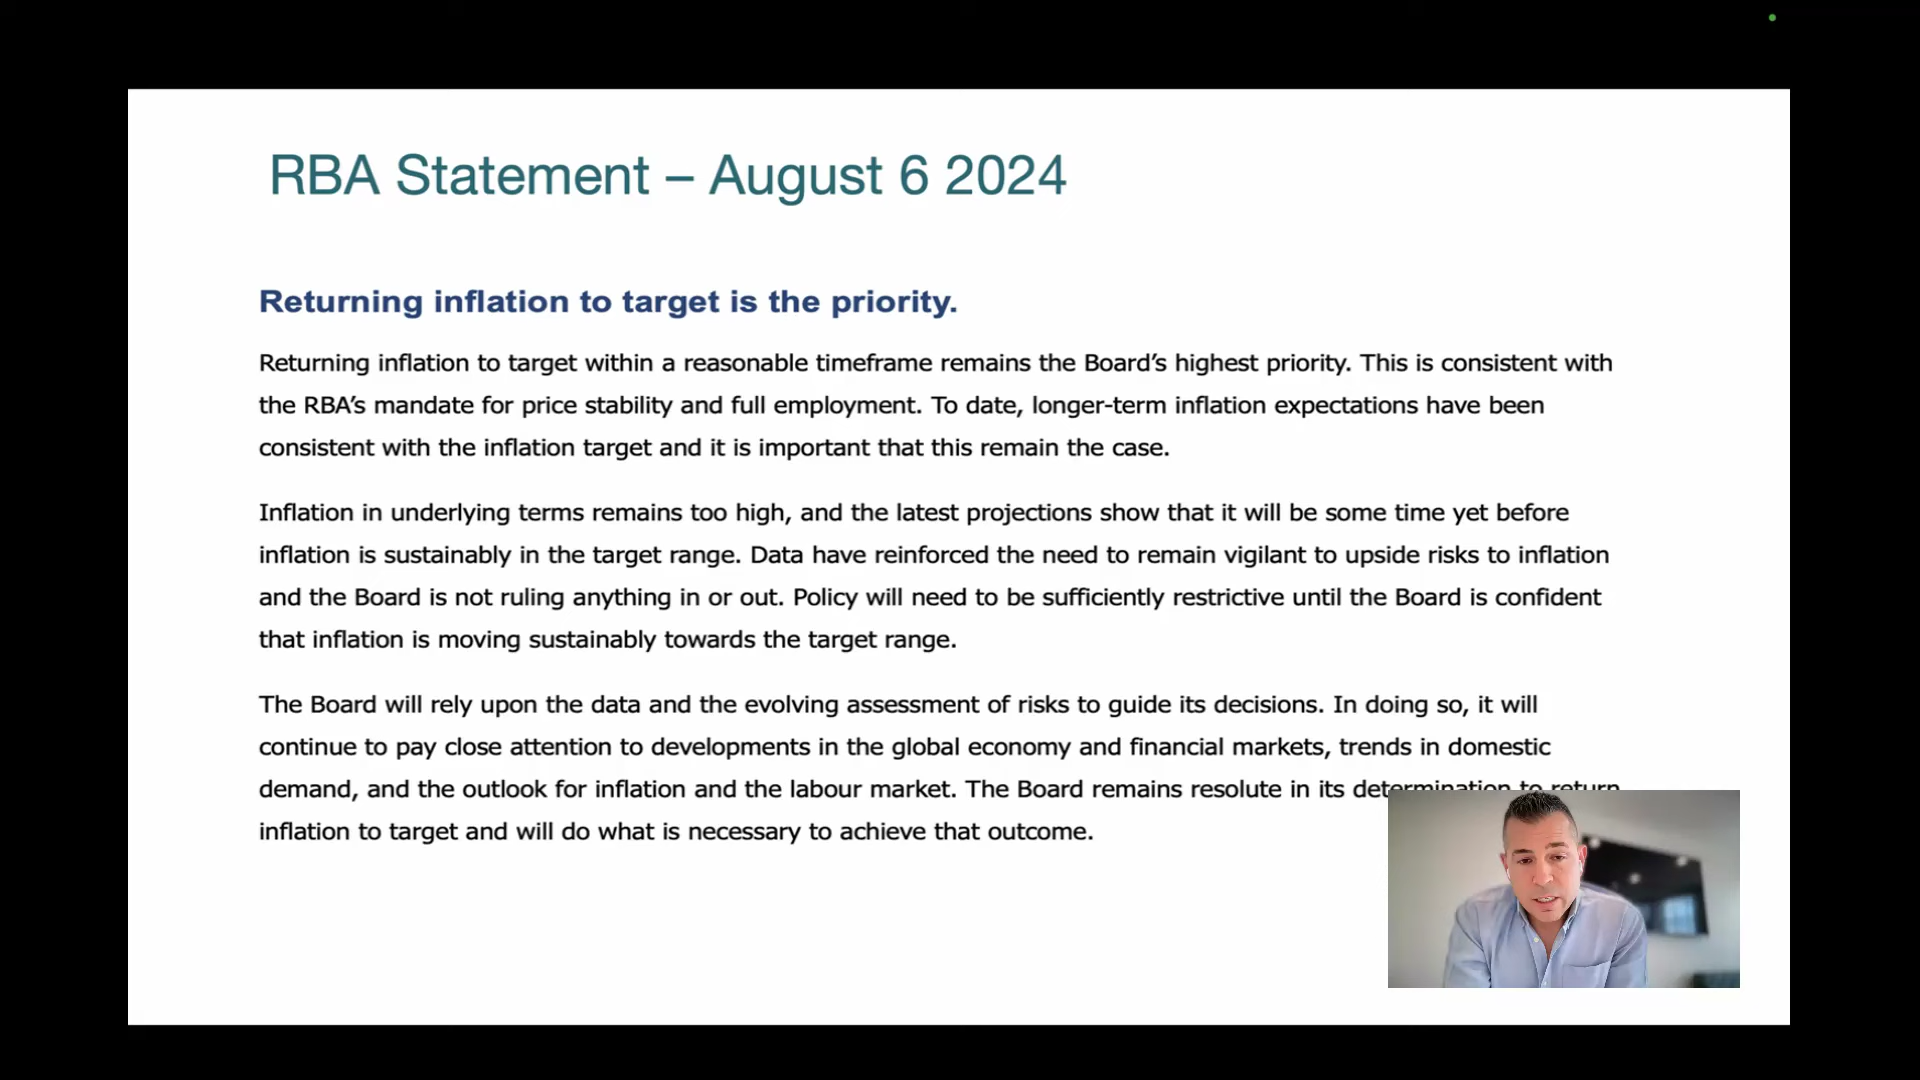 RBA Statement – August 6 2024
Returning inflation to target is the priority.
Returning inflation to target within a reasonable timeframe remains the Board’s highest priority. This is consistent with
the RBA’s mandate for price stability and full employment. To date, longer-term inflation expectations have been
consistent with the inflation target and it is important that this remain the case.
Inflation in underlying terms remains too high, and the latest projections show that it will be some time yet before
inflation is sustainably in the target range. Data have reinforced the need to remain vigilant to upside risks to inflation
and the Board is not ruling anything in or out. Policy will need to be sufficiently restrictive until the Board is confident
that inflation is moving sustainably towards the target range.
The Board will rely upon the data and the evolving assessment of risks to guide its decisions. In doing so, it will
continue to pay close attention to developments in the global economy and financial markets, trends in domestic
demand, and the outlook for inflation and the labour market. The Board remains resolute in its determination to return
inflation to target and will do what is necessary to achieve that outcome.